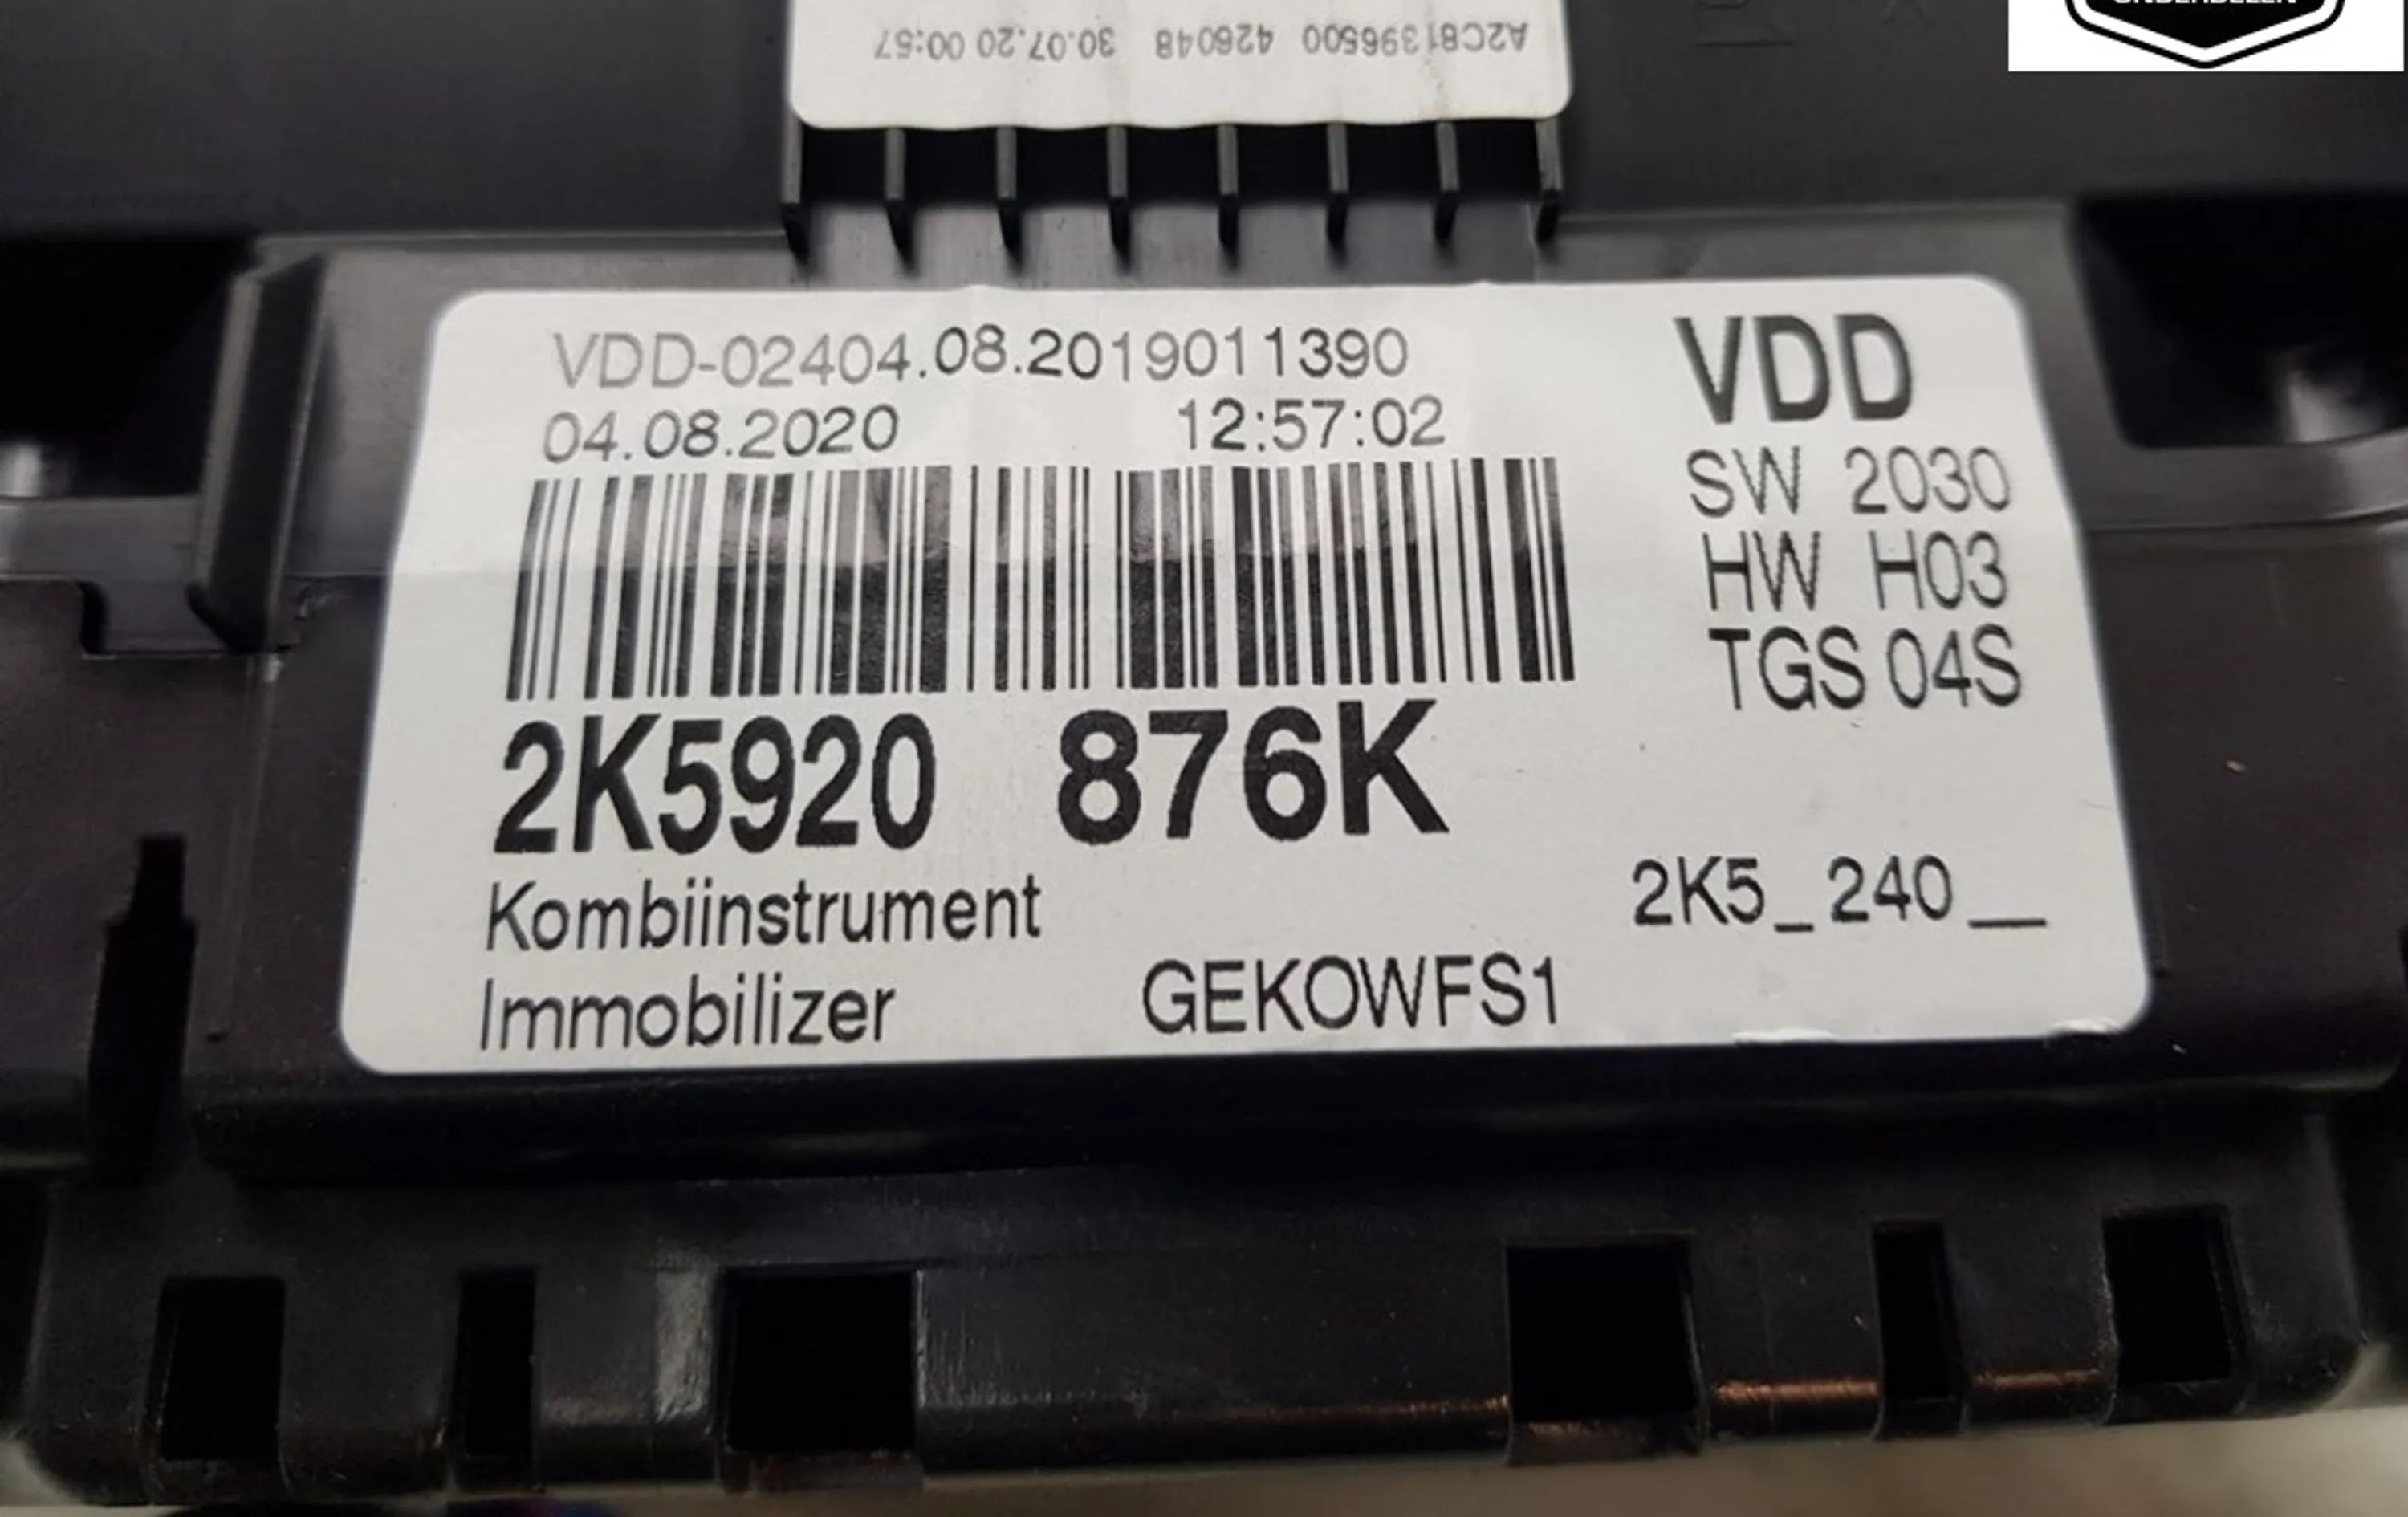 A2C81396500 426048 30.07.20 00:57
VDD-02404.08.2019011390
04.08.2020 12:57:02
VDD
SW 2030
HW H03
TGS 04S
2K5920 876K
Kombiinstrument
2K5_240__
Immobilizer GEKOWFS1